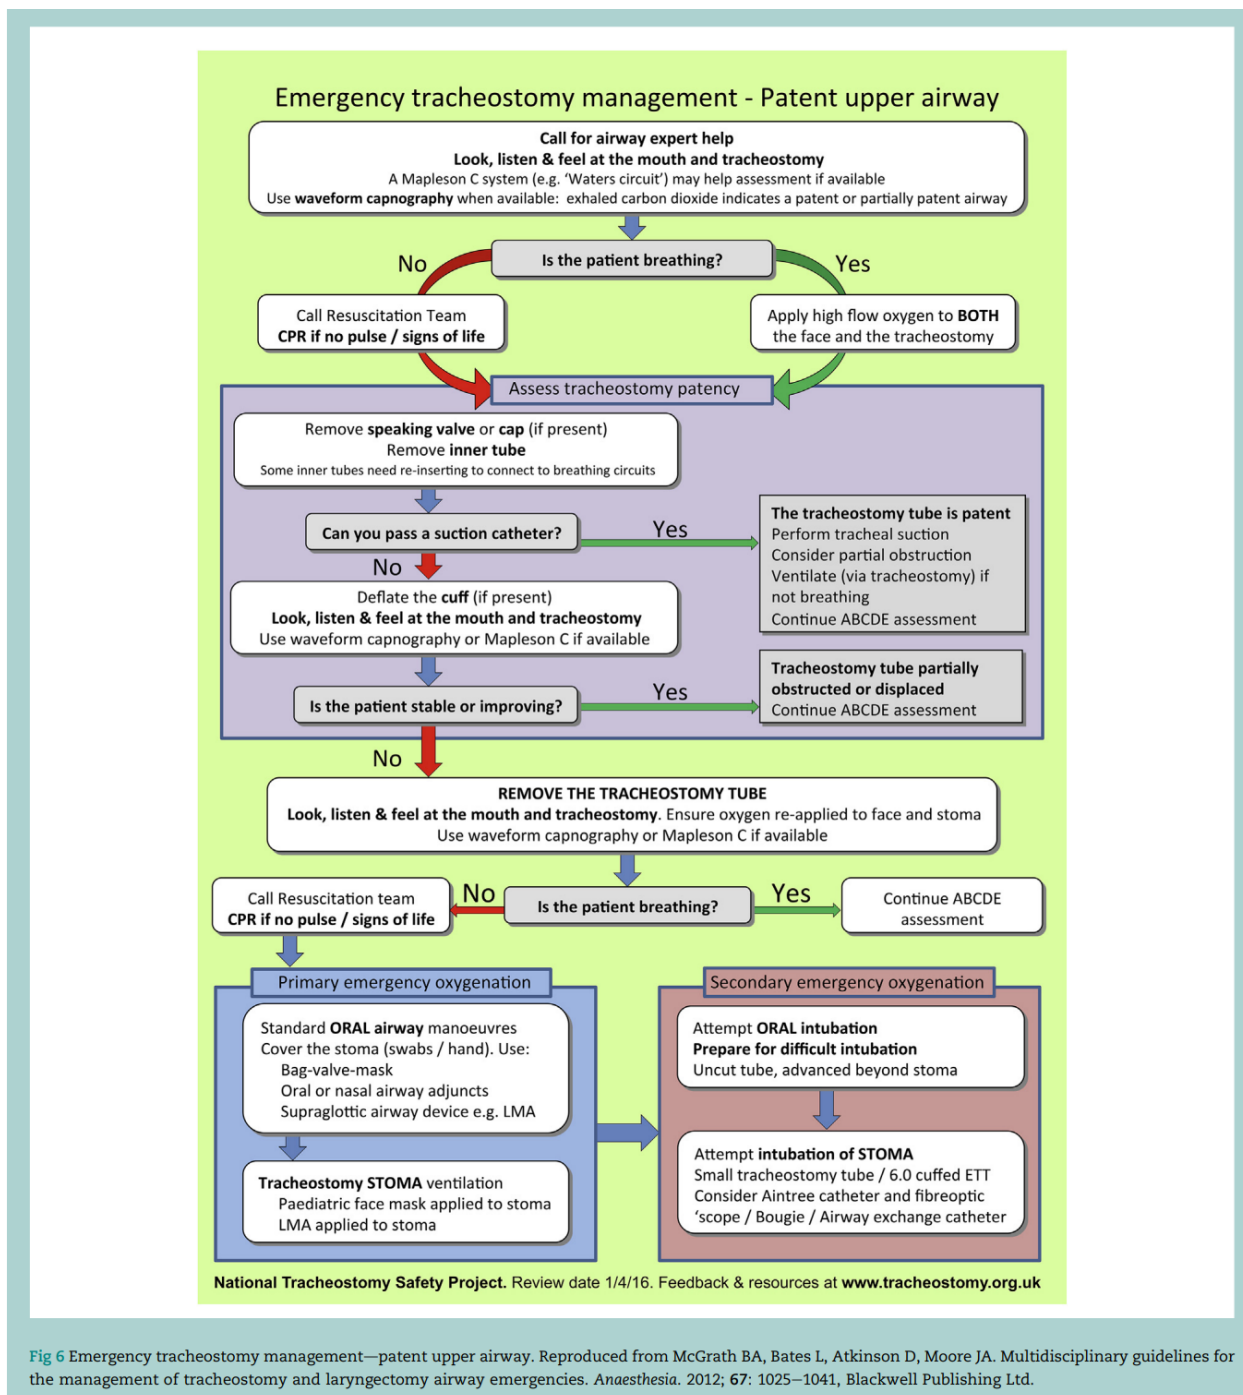 Emergency tracheostomy management - Patent upper airway
Call for airway expert help
Look, listen & feel at the mouth and tracheostomy
A Mapleson C system (e.g. ‘Waters circuit’) may help assessment if available
Use waveform capnography when available: exhaled carbon dioxide indicates a patent or partially patent airway
No
Is the patient breathing?
Yes
Call Resuscitation Team
CPR if no pulse / signs of life
Apply high flow oxygen to BOTH
the face and the tracheostomy
Assess tracheostomy patency
Remove speaking valve or cap (if present)
Remove inner tube
Some inner tubes need re-inserting to connect to breathing circuits
Can you pass a suction catheter?
Yes
The tracheostomy tube is patent
Perform tracheal suction
Consider partial obstruction
Ventilate (via tracheostomy) if
not breathing
Continue ABCDE assessment
No
Deflate the cuff (if present)
Look, listen & feel at the mouth and tracheostomy
Use waveform capnography or Mapleson C if available
Is the patient stable or improving?
Yes
Tracheostomy tube partially
obstructed or displaced
Continue ABCDE assessment
No
REMOVE THE TRACHEOSTOMY TUBE
Look, listen & feel at the mouth and tracheostomy. Ensure oxygen re-applied to face and stoma
Use waveform capnography or Mapleson C if available
Call Resuscitation team
CPR if no pulse / signs of life
No
Is the patient breathing?
Yes
Continue ABCDE
assessment
Primary emergency oxygenation
Standard ORAL airway manoeuvres
Cover the stoma (swabs / hand). Use:
Bag-valve-mask
Oral or nasal airway adjuncts
Supraglottic airway device e.g. LMA
Tracheostomy STOMA ventilation
Paediatric face mask applied to stoma
LMA applied to stoma
Secondary emergency oxygenation
Attempt ORAL intubation
Prepare for difficult intubation
Uncut tube, advanced beyond stoma
Attempt intubation of STOMA
Small tracheostomy tube / 6.0 cuffed ETT
Consider Aintree catheter and fibreoptic
‘scope / Bougie / Airway exchange catheter
National Tracheostomy Safety Project. Review date 1/4/16. Feedback & resources at www.tracheostomy.org.uk
Fig 6 Emergency tracheostomy management—patent upper airway. Reproduced from McGrath BA, Bates L, Atkinson D, Moore JA. Multidisciplinary guidelines for
the management of tracheostomy and laryngectomy airway emergencies. Anaesthesia. 2012; 67: 1025–1041, Blackwell Publishing Ltd.